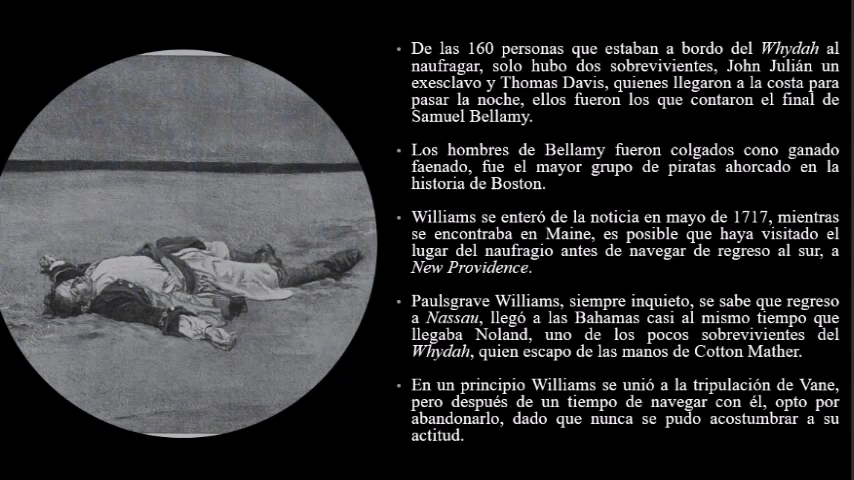 De las 160 personas que estaban a bordo del Whydah al
naufragar, solo hubo dos sobrevivientes, John Julián un
exesclavo y Thomas Davis, quienes llegaron a la costa para
pasar la noche, ellos fueron los que contaron el final de
Samuel Bellamy.
Los hombres de Bellamy fueron colgados cono ganado
faenado, fue el mayor grupo de piratas ahorcado en la
historia de Boston.
Williams se enteró de la noticia en mayo de 1717, mientras
se encontraba en Maine, es posible que haya visitado el
lugar del naufragio antes de navegar de regreso al sur, a
New Providence.
Paulsgrave Williams, siempre inquieto, se sabe que regreso
a Nassau, llegó a las Bahamas casi al mismo tiempo que
llegaba Noland, uno de los pocos sobrevivientes del
Whydah, quien escapo de las manos de Cotton Mather.
En un principio Williams se unió a la tripulación de Vane,
pero después de un tiempo de navegar con él, opto por
abandonarlo, dado que nunca se pudo acostumbrar a su
actitud.